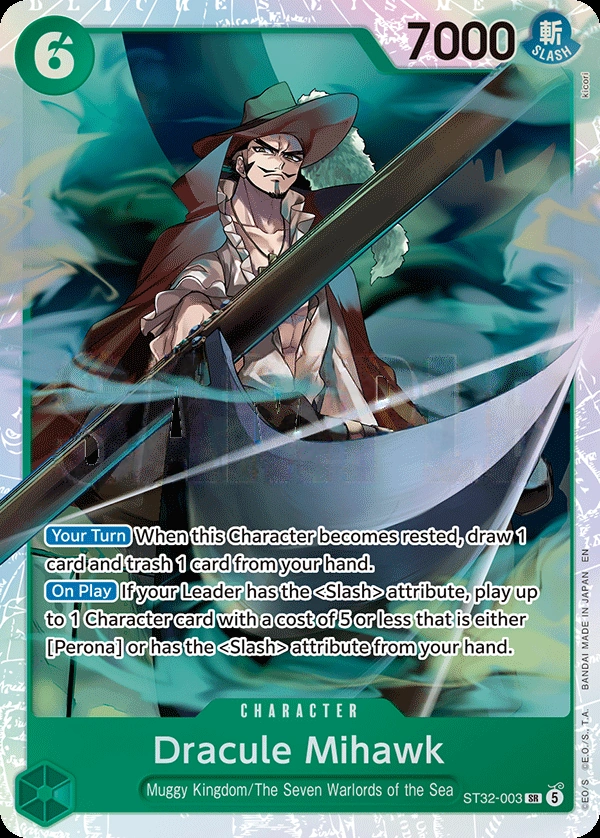 6
7000
斬
SLASH
kicori
SAMPLE
Your Turn When this Character becomes rested, draw 1
card and trash 1 card from your hand.
On Play If your Leader has the <Slash> attribute, play up
to 1 Character card with a cost of 5 or less that is either
[Perona] or has the <Slash> attribute from your hand.
CHARACTER
Dracule Mihawk
Muggy Kingdom/The Seven Warlords of the Sea
ST32-003 SR 5
©E.O/S ©E.O./S., T.A. BANDAI MADE IN JAPAN EN